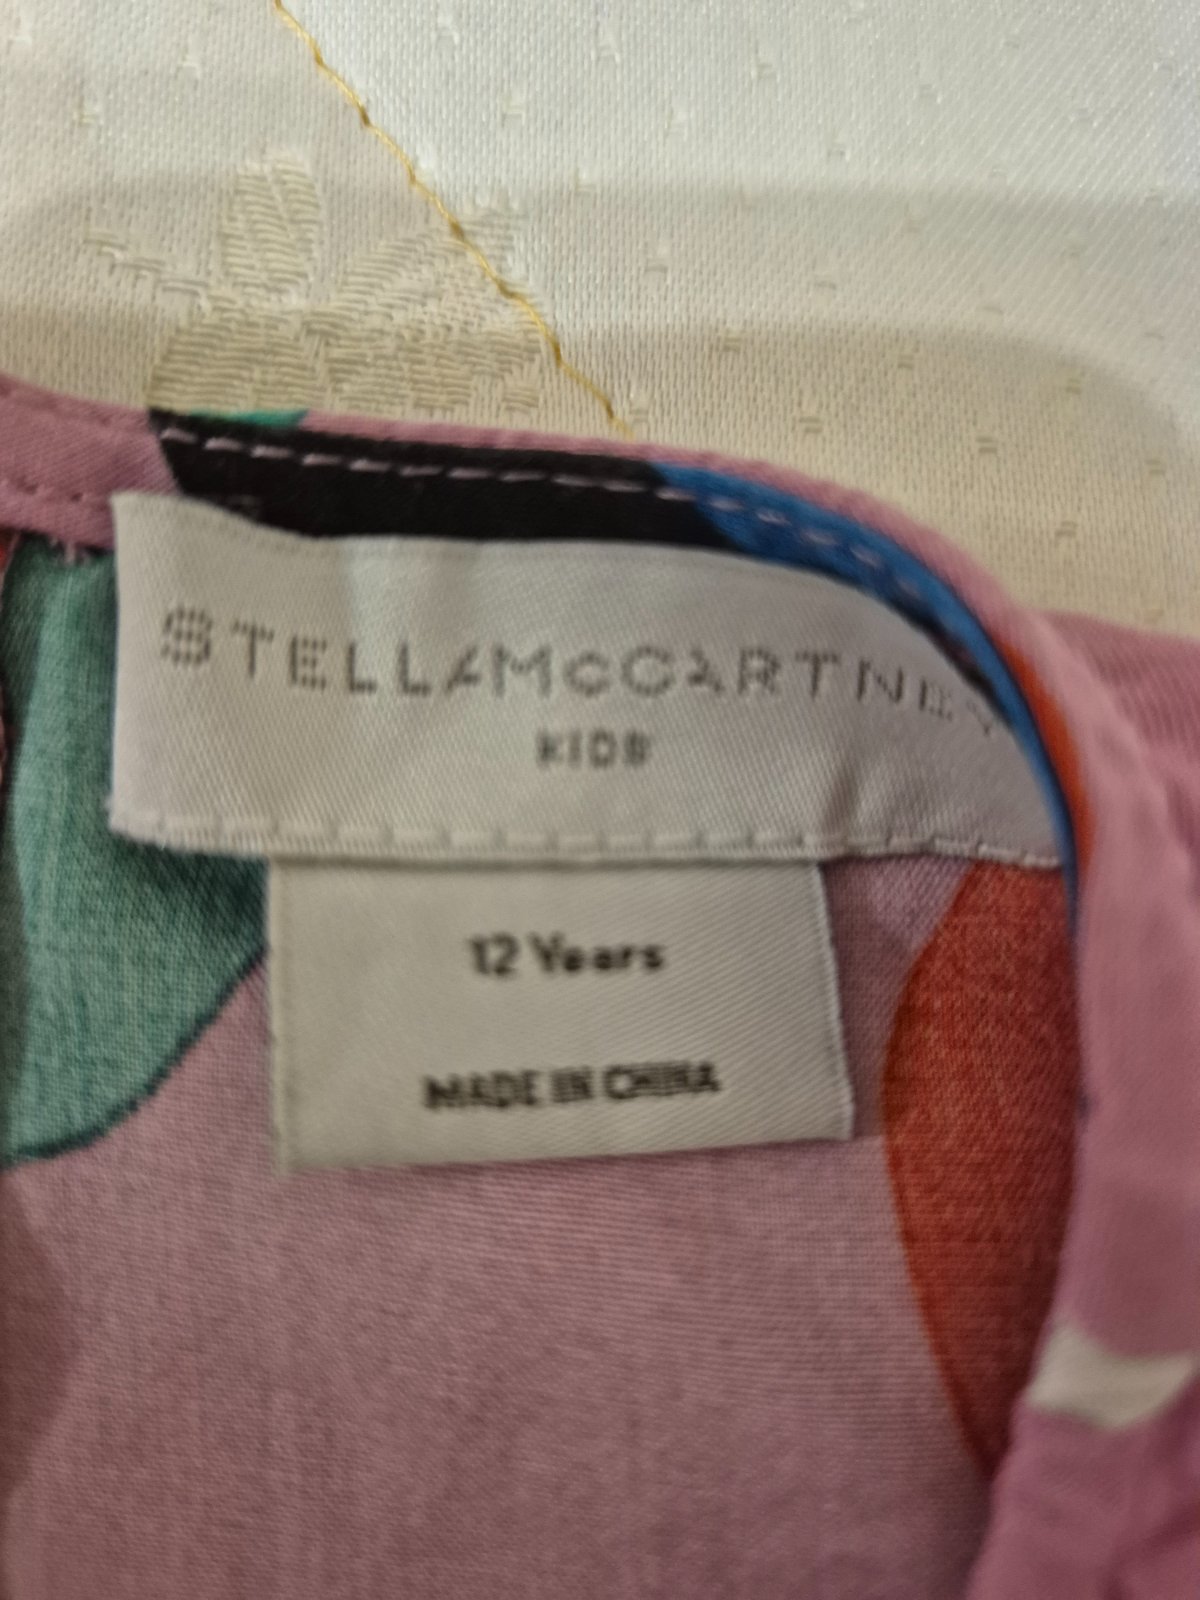 STELLAMcCARTNEY
KIDS
12 Years
MADE IN CHINA